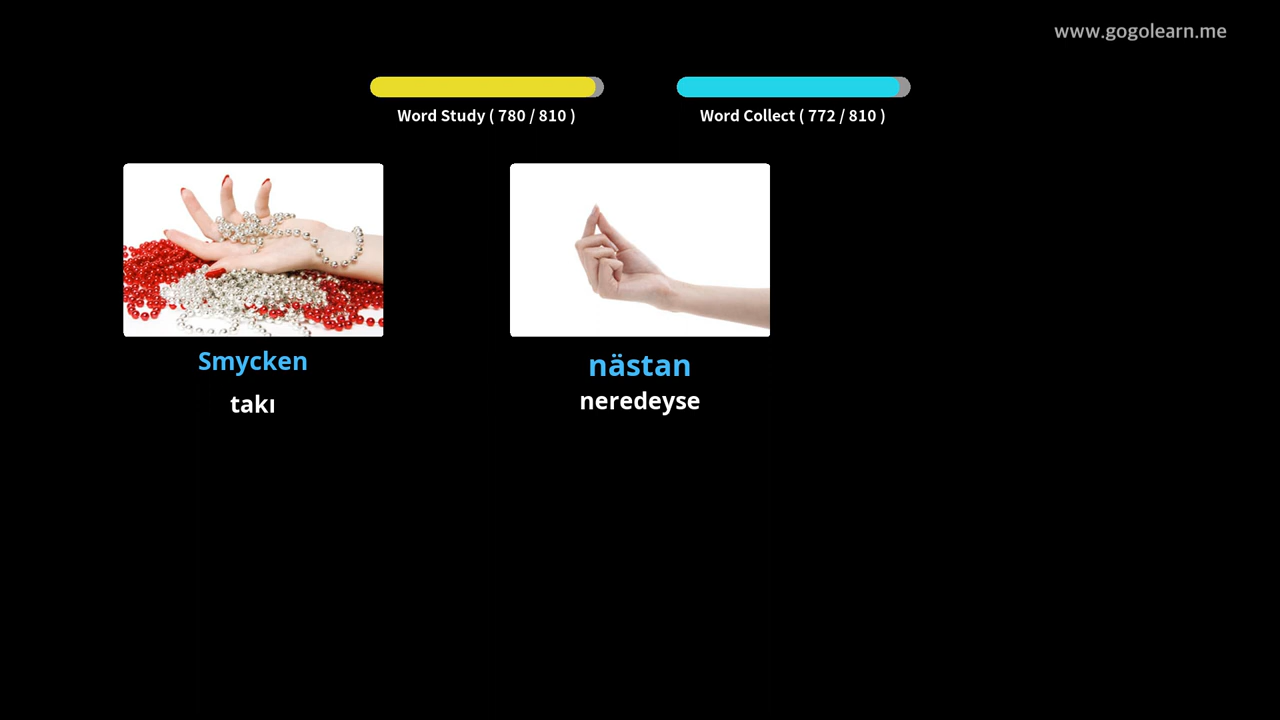 www.gogolearn.me
Word Study ( 780 / 810 )
Word Collect ( 772 / 810 )
Smycken
takı
nästan
neredeyse